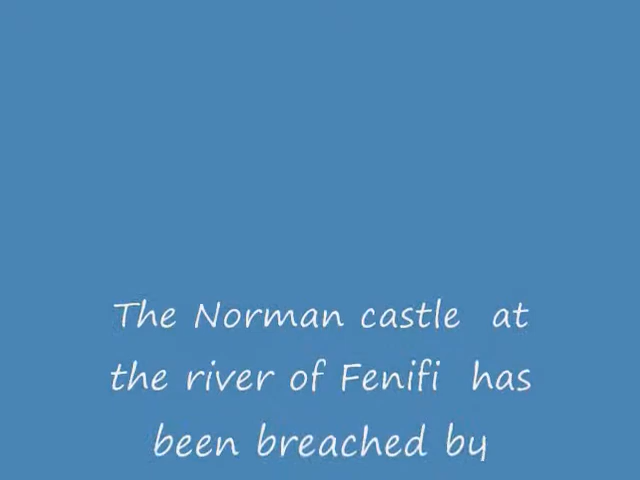 The Norman castle at
the river of Fenifi has
been breached by